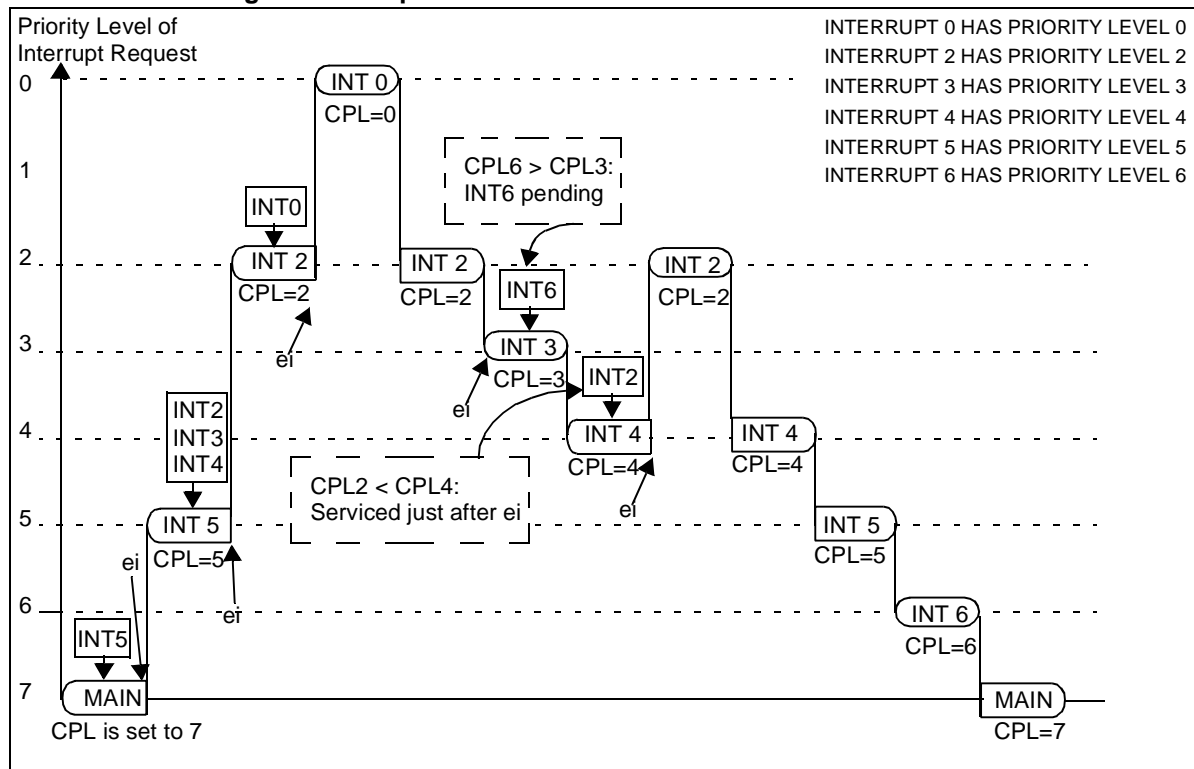 Priority Level of
Interrupt Request
INTERRUPT 0 HAS PRIORITY LEVEL 0
INTERRUPT 2 HAS PRIORITY LEVEL 2
INTERRUPT 3 HAS PRIORITY LEVEL 3
INTERRUPT 4 HAS PRIORITY LEVEL 4
INTERRUPT 5 HAS PRIORITY LEVEL 5
INTERRUPT 6 HAS PRIORITY LEVEL 6
0
INT 0
CPL=0
1
CPL6 > CPL3:
INT6 pending
INT0
2
INT 2
CPL=2
INT 2
CPL=2
INT 2
CPL=2
ei
INT6
3
INT 3
CPL=3
ei
INT2
INT2
INT3
INT4
4
INT 4
CPL=4
INT 4
CPL=4
CPL2 < CPL4:
Serviced just after ei
ei
5
INT 5
CPL=5
INT 5
CPL=5
ei
ei
6
INT 6
CPL=6
INT5
7
MAIN
CPL is set to 7
MAIN
CPL=7